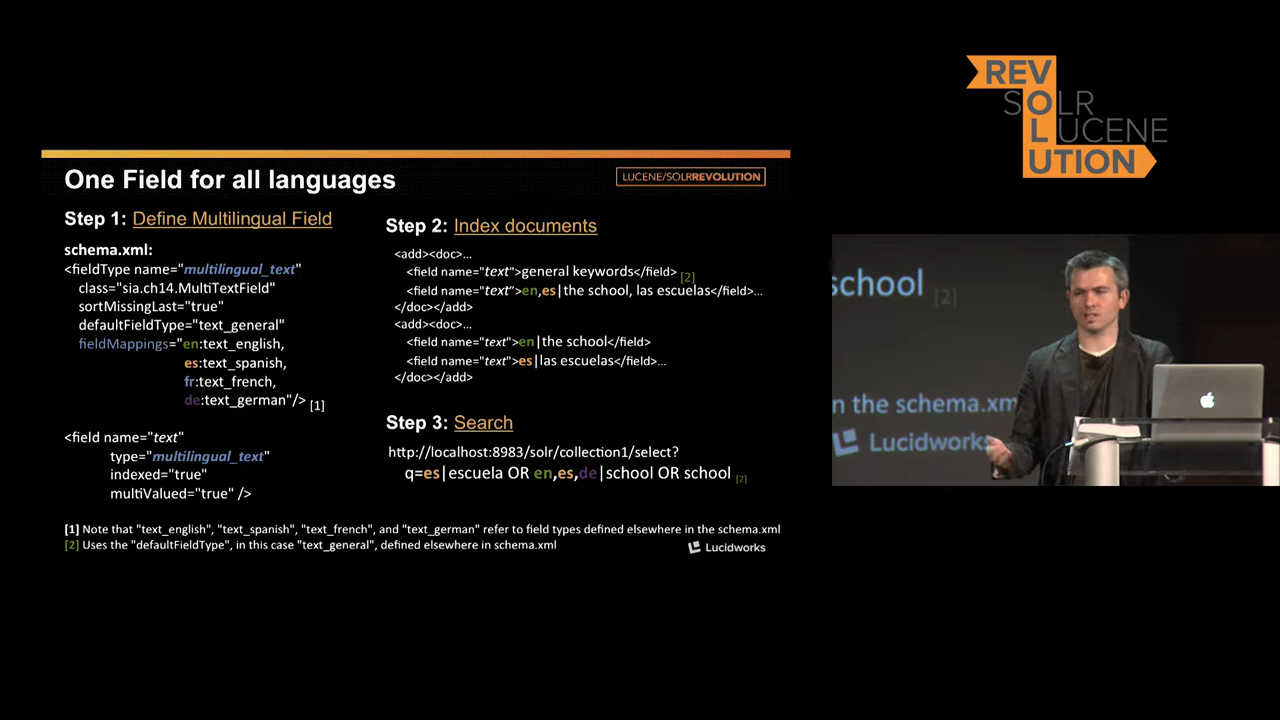 One Field for all languages
LUCENE/SOLRREVOLUTION
Step 1: Define Multilingual Field
schema.xml:
<fieldType name="multilingual_text"
class="sia.ch14.MultiTextField"
sortMissingLast="true"
defaultFieldType="text_general"
fieldMappings="en:text_english,
es:text_spanish,
fr:text_french,
de:text_german"/> [1]
<field name="text"
type="multilingual_text"
indexed="true"
multiValued="true" />
Step 2: Index documents
<add><doc>...
<field name="text">general keywords</field> [2]
<field name="text">en,es|the school, las escuelas</field>...
</doc></add>
<add><doc>...
<field name="text">en|the school</field>
<field name="text">es|las escuelas</field>...
</doc></add>
Step 3: Search
http://localhost:8983/solr/collection1/select?
q=es|escuela OR en,es,de|school OR school [2]
[1] Note that "text_english", "text_spanish", "text_french", and "text_german" refer to field types defined elsewhere in the schema.xml
[2] Uses the "defaultFieldType", in this case "text_general", defined elsewhere in schema.xml
Lucidworks
REVOLUTION
SOLR
LUCENE
school [2]
n the schema.xm
Lucidworks